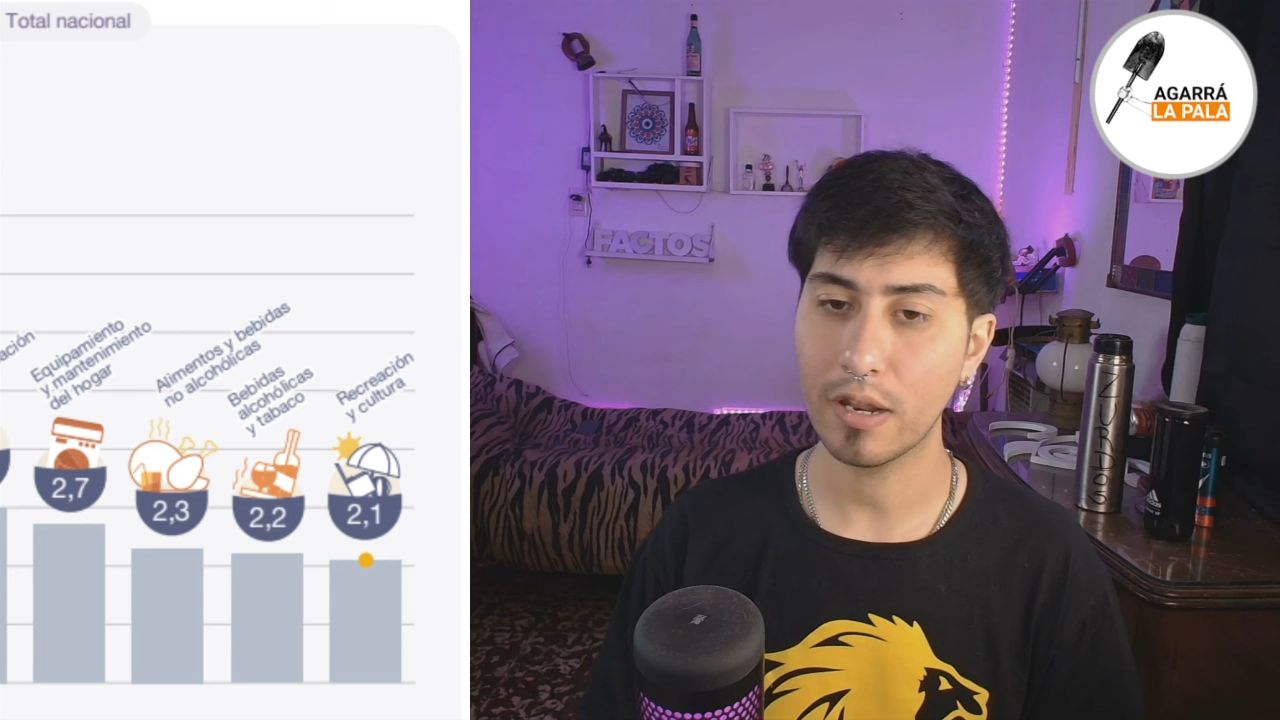 Total nacional
ación
Equipamiento
y mantenimiento
del hogar
2,7
Alimentos y bebidas
no alcohólicas
2,3
Bebidas
alcohólicas
y tabaco
2,2
Recreación
y cultura
2,1
FACTOS
AGARRÁ
LA PALA